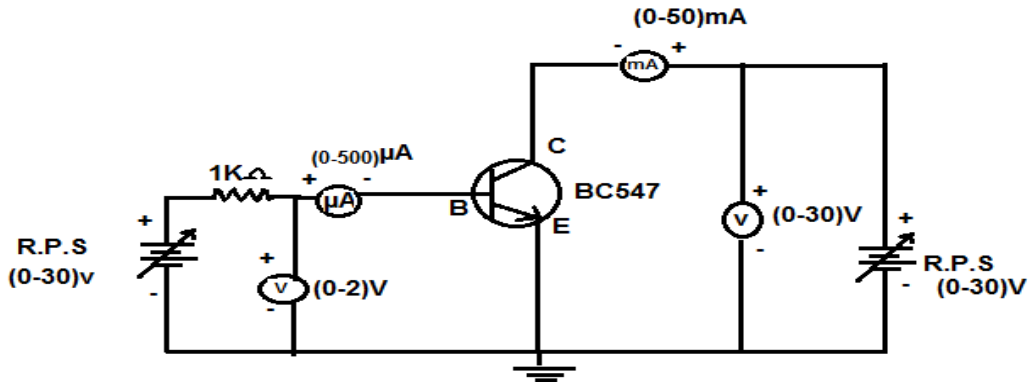 (0-50)mA
- +
mA
C
(0-500)µA
1KΩ
+ -
µA
B
BC547
E
+
R.P.S
(0-30)v
-
+
V
(0-2)V
-
+
V
(0-30)V
-
+
R.P.S
(0-30)V
-